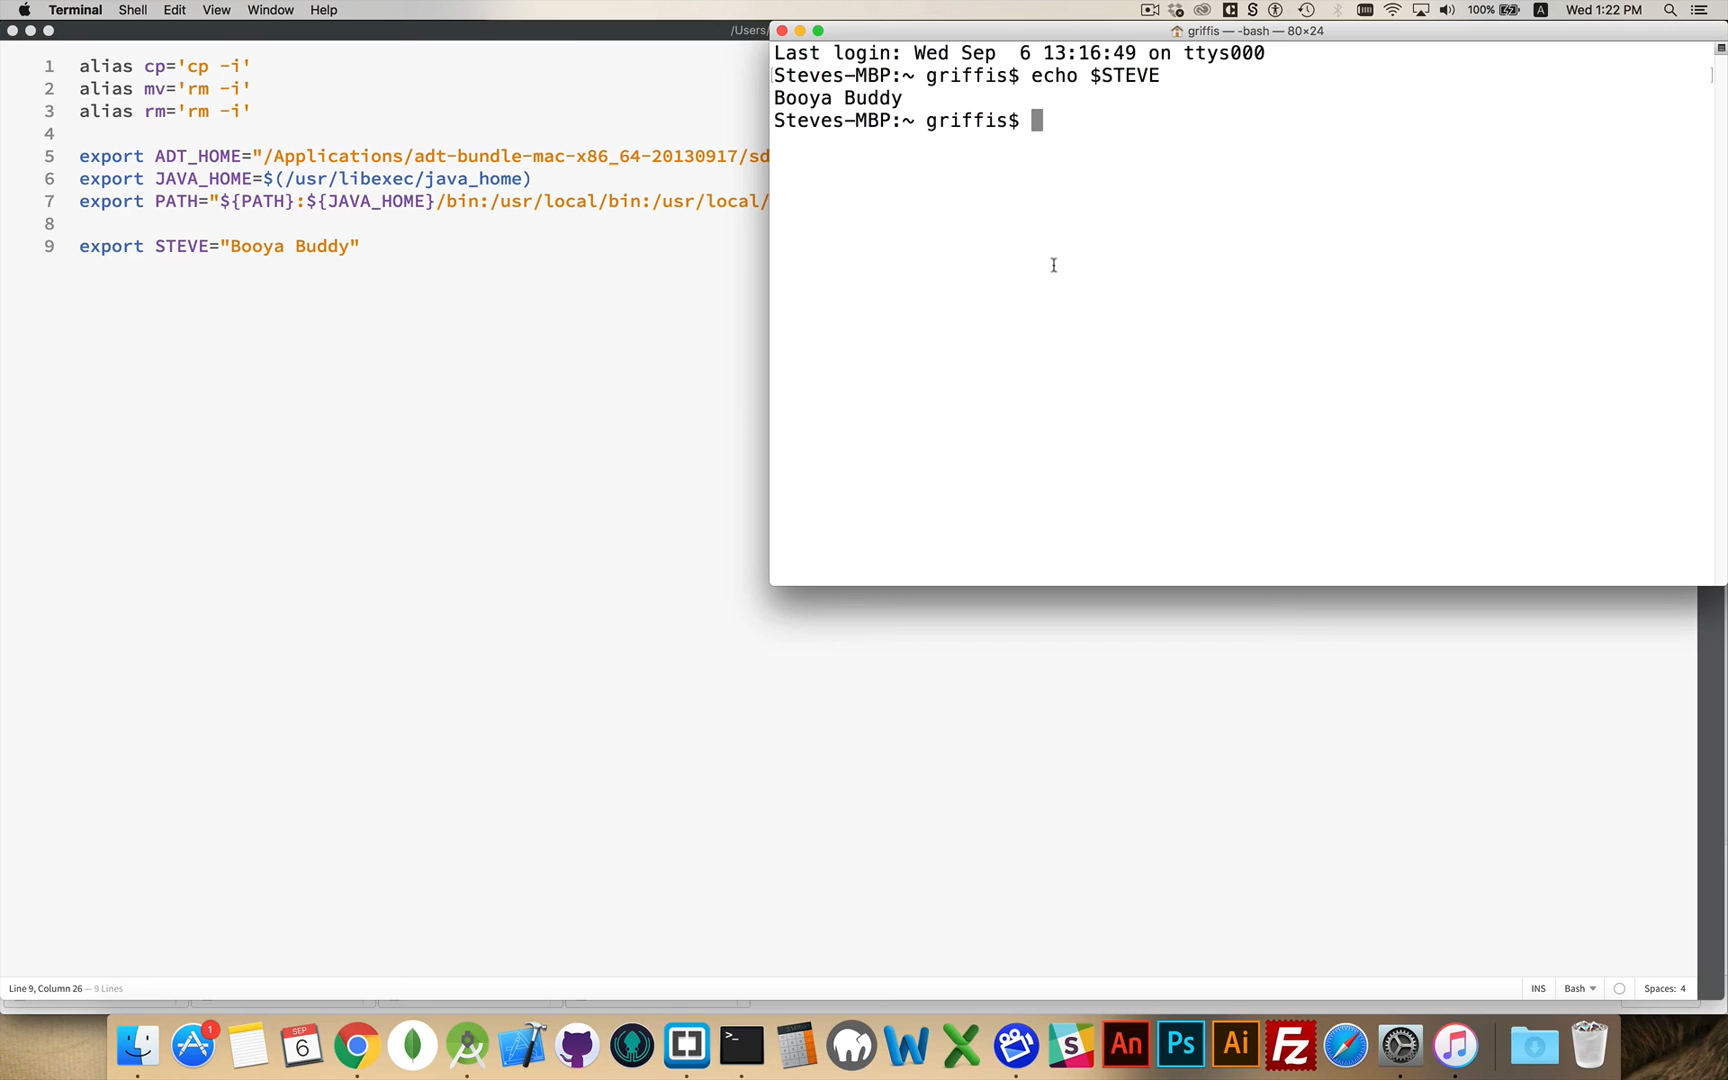 Terminal Shell Edit View Window Help
100% A Wed 1:22 PM
/Users/
griffis — -bash — 80×24
1 alias cp='cp -i'
2 alias mv='rm -i'
3 alias rm='rm -i'
4
5 export ADT_HOME="/Applications/adt-bundle-mac-x86_64-20130917/sd
6 export JAVA_HOME=$(/usr/libexec/java_home)
7 export PATH="${PATH}:${JAVA_HOME}/bin:/usr/local/bin:/usr/local/
8
9 export STEVE="Booya Buddy"
Last login: Wed Sep  6 13:16:49 on ttys000
Steves-MBP:~ griffis$ echo $STEVE
Booya Buddy
Steves-MBP:~ griffis$
Line 9, Column 26 — 9 Lines
INS Bash Spaces: 4
1
SEP
6
An
Ps
Ai
Fz